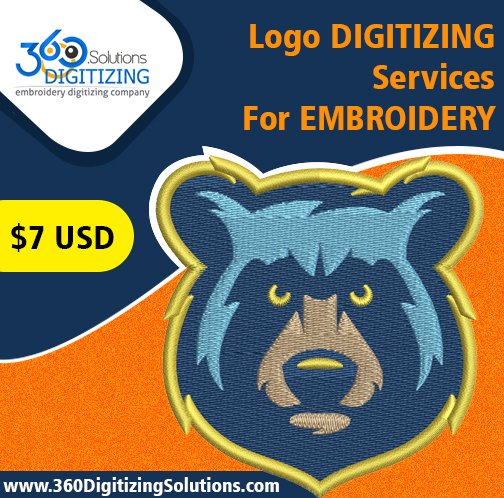 360.Solutions
DIGITIZING
embroidery digitizing company
Logo DIGITIZING
Services
For EMBROIDERY
$7 USD
www.360DigitizingSolutions.com